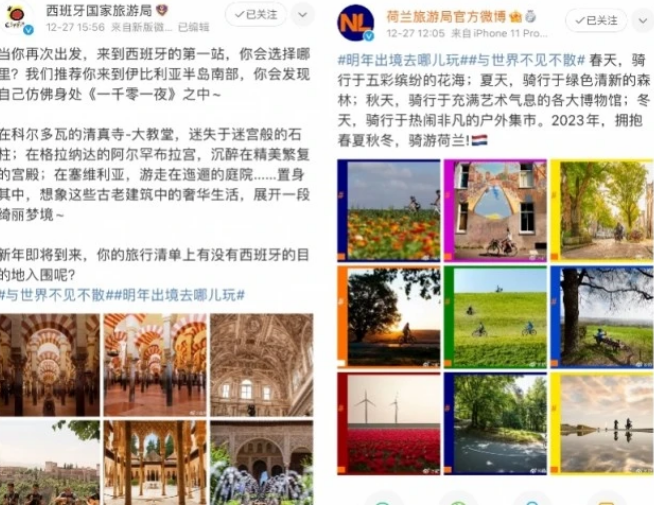 西班牙国家旅游局
12-27 15:56 来自新版微... 已编辑
✓已关注
当你再次出发，来到西班牙的第一站，你会选择哪
里？我们推荐你来到伊比利亚半岛南部，你会发现
自己仿佛身处《一千零一夜》之中~
在科尔多瓦的清真寺-大教堂，迷失于迷宫般的石
柱；在格拉纳达的阿尔罕布拉宫，沉醉在精美繁复
的宫殿；在塞维利亚，游走在迤逦的庭院......置身
其中，想象这些古老建筑中的奢华生活，展开一段
绮丽梦境~
新年即将到来，你的旅行清单上有没有西班牙的目
的地入围呢？
#与世界不见不散##明年出境去哪儿玩#
NL
荷兰旅游局官方微博
12-27 12:05 来自 iPhone 11 Pro...
✓已关注
#明年出境去哪儿玩##与世界不见不散# 春天，骑
行于五彩缤纷的花海；夏天，骑行于绿色清新的森
林；秋天，骑行于充满艺术气息的各大博物馆；冬
天，骑行于热闹非凡的户外集市。2023年，拥抱
春夏秋冬，骑游荷兰!